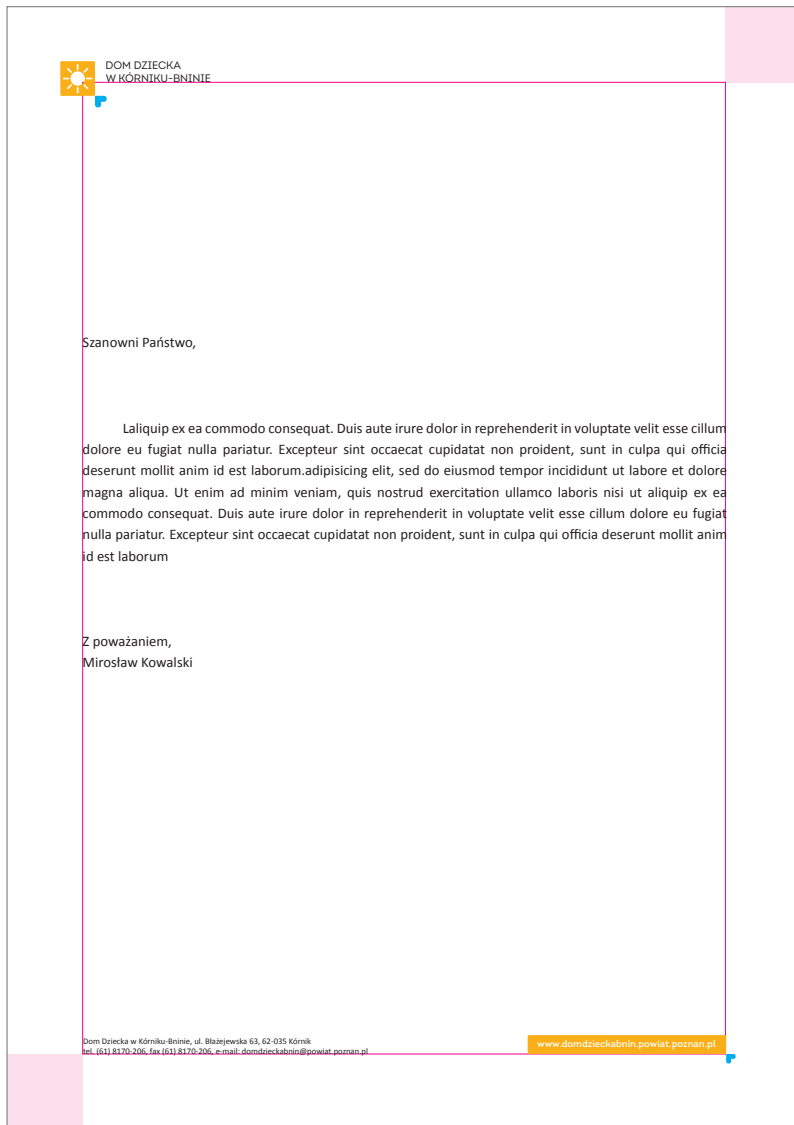 DOM DZIECKA
W KÓRNIKU-BNINIE
Szanowni Państwo,
Laliquip ex ea commodo consequat. Duis aute irure dolor in reprehenderit in voluptate velit esse cillum
dolore eu fugiat nulla pariatur. Excepteur sint occaecat cupidatat non proident, sunt in culpa qui officia
deserunt mollit anim id est laborum.adipisicing elit, sed do eiusmod tempor incididunt ut labore et dolore
magna aliqua. Ut enim ad minim veniam, quis nostrud exercitation ullamco laboris nisi ut aliquip ex ea
commodo consequat. Duis aute irure dolor in reprehenderit in voluptate velit esse cillum dolore eu fugiat
nulla pariatur. Excepteur sint occaecat cupidatat non proident, sunt in culpa qui officia deserunt mollit anim
id est laborum
Z poważaniem,
Mirosław Kowalski
Dom Dziecka w Kórniku-Bninie, ul. Błażejewska 63, 62-035 Kórnik
tel. (61) 8170-206, fax (61) 8170-206, e-mail: domdzieckabnin@powiat.poznan.pl
www.domdzieckabnin.powiat.poznan.pl